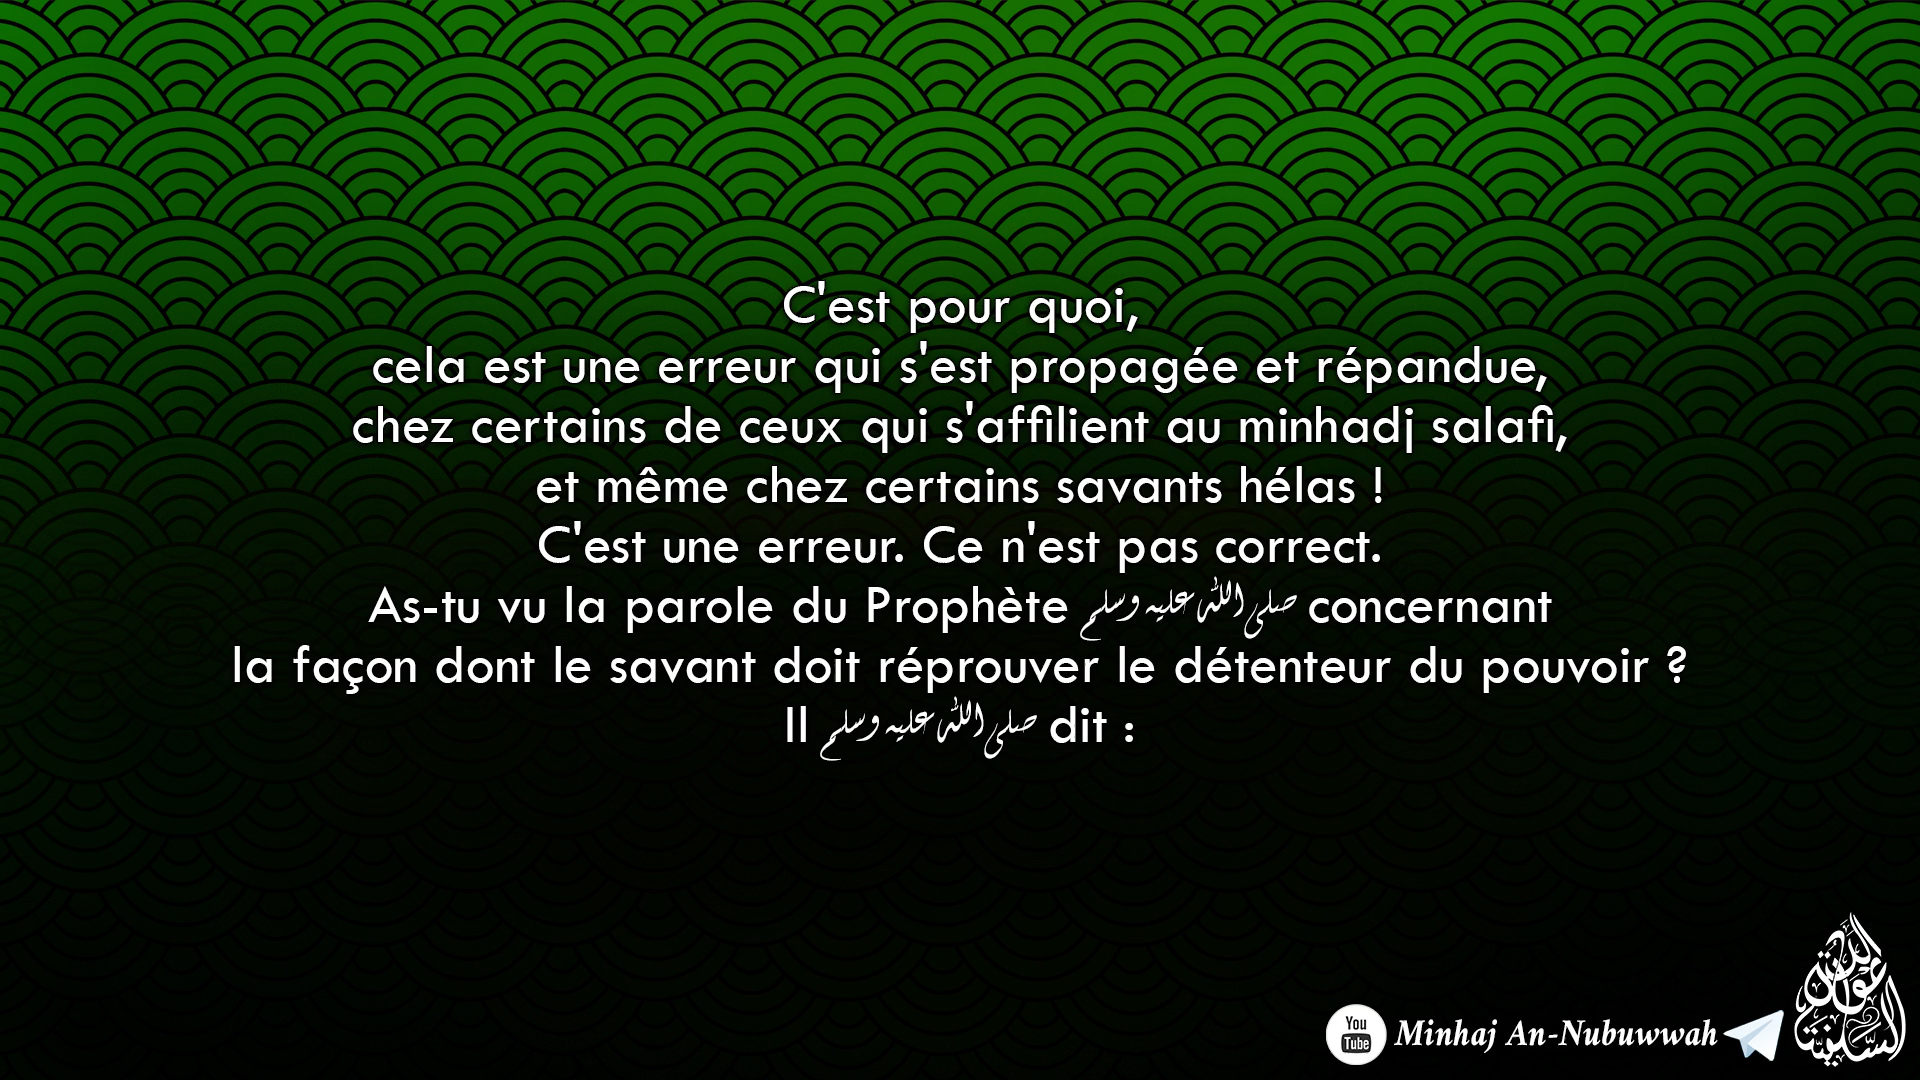 C'est pour quoi,
cela est une erreur qui s'est propagée et répandue,
chez certains de ceux qui s'affilient au minhadj salafi,
et même chez certains savants hélas !
C'est une erreur. Ce n'est pas correct.
As-tu vu la parole du Prophète صلى الله عليه وسلم concernant
la façon dont le savant doit réprouver le détenteur du pouvoir ?
Il صلى الله عليه وسلم dit :
You Tube Minhaj An-Nubuwwah